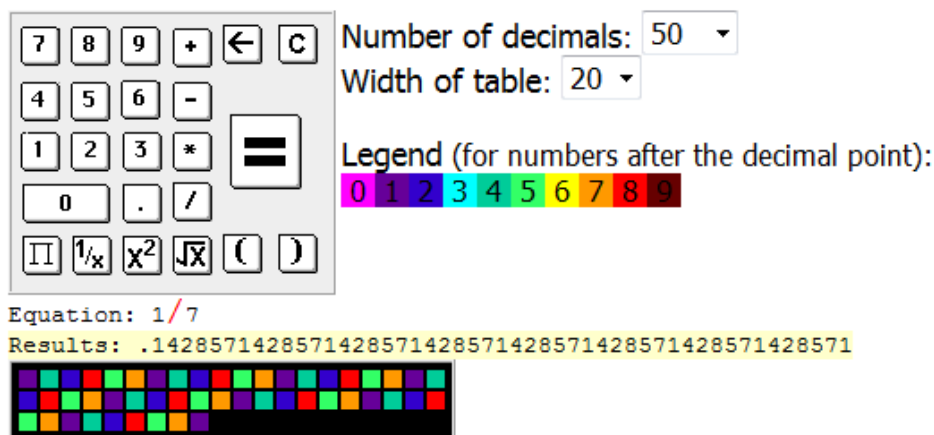 7 8 9 + ← C
4 5 6 -
1 2 3 * =
0 . /
Π 1/x x² √x ( )
Number of decimals: 50
Width of table: 20
Legend (for numbers after the decimal point):
0 1 2 3 4 5 6 7 8 9
Equation: 1/7
Results: .1428571428571428571428571428571428571428571428571